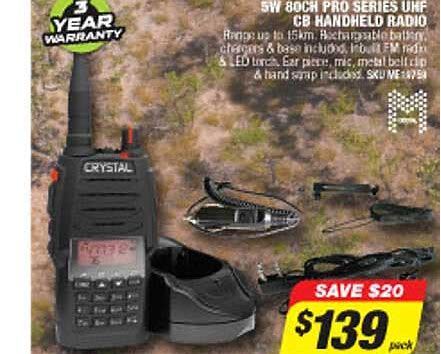 3
YEAR
WARRANTY
5W 80CH PRO SERIES UHF
CB HANDHELD RADIO
Range up to 15km. Rechargeable battery,
chargers & base included. Inbuilt FM radio
& LED torch. Ear piece, mic, metal belt clip
& hand strap included. SKU ME19759
CRYSTAL
CRYSTAL
SAVE $20
$139 pack